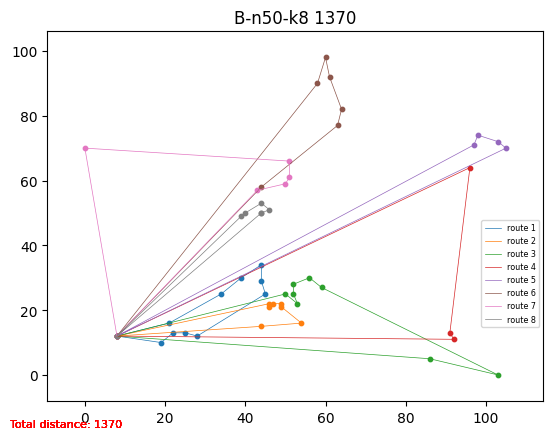 B-n50-k8 1370
100
80
60
40
20
0
0 20 40 60 80 100
route 1
route 2
route 3
route 4
route 5
route 6
route 7
route 8
Total distance: 1370